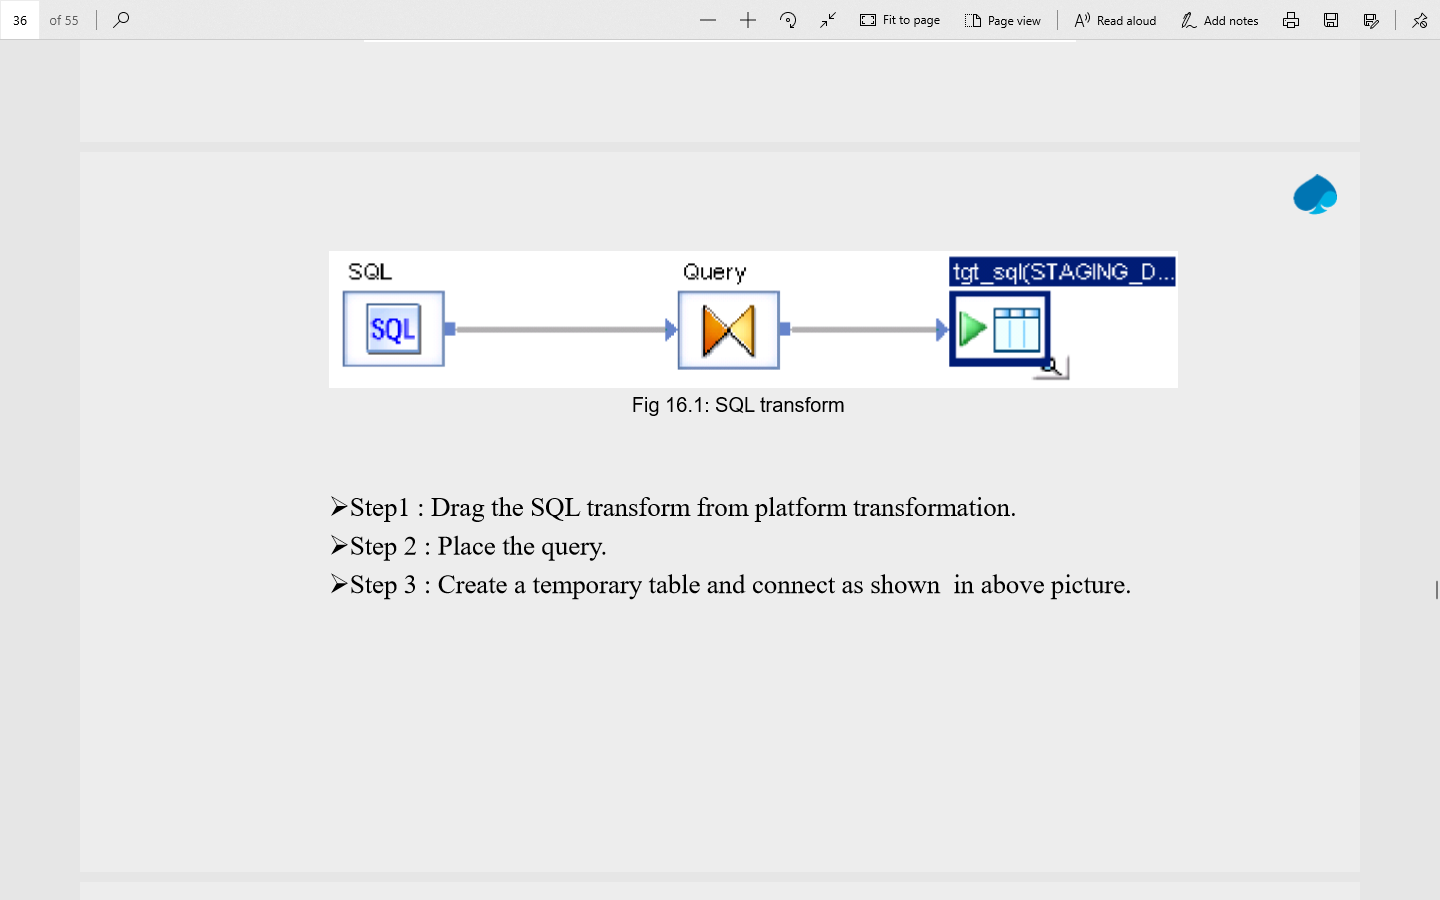 36 of 55 Fit to page Page view Read aloud Add notes
SQL Query tgt_sql(STAGING_D...
SQL
Fig 16.1: SQL transform
➢Step1 : Drag the SQL transform from platform transformation.
➢Step 2 : Place the query.
➢Step 3 : Create a temporary table and connect as shown  in above picture.